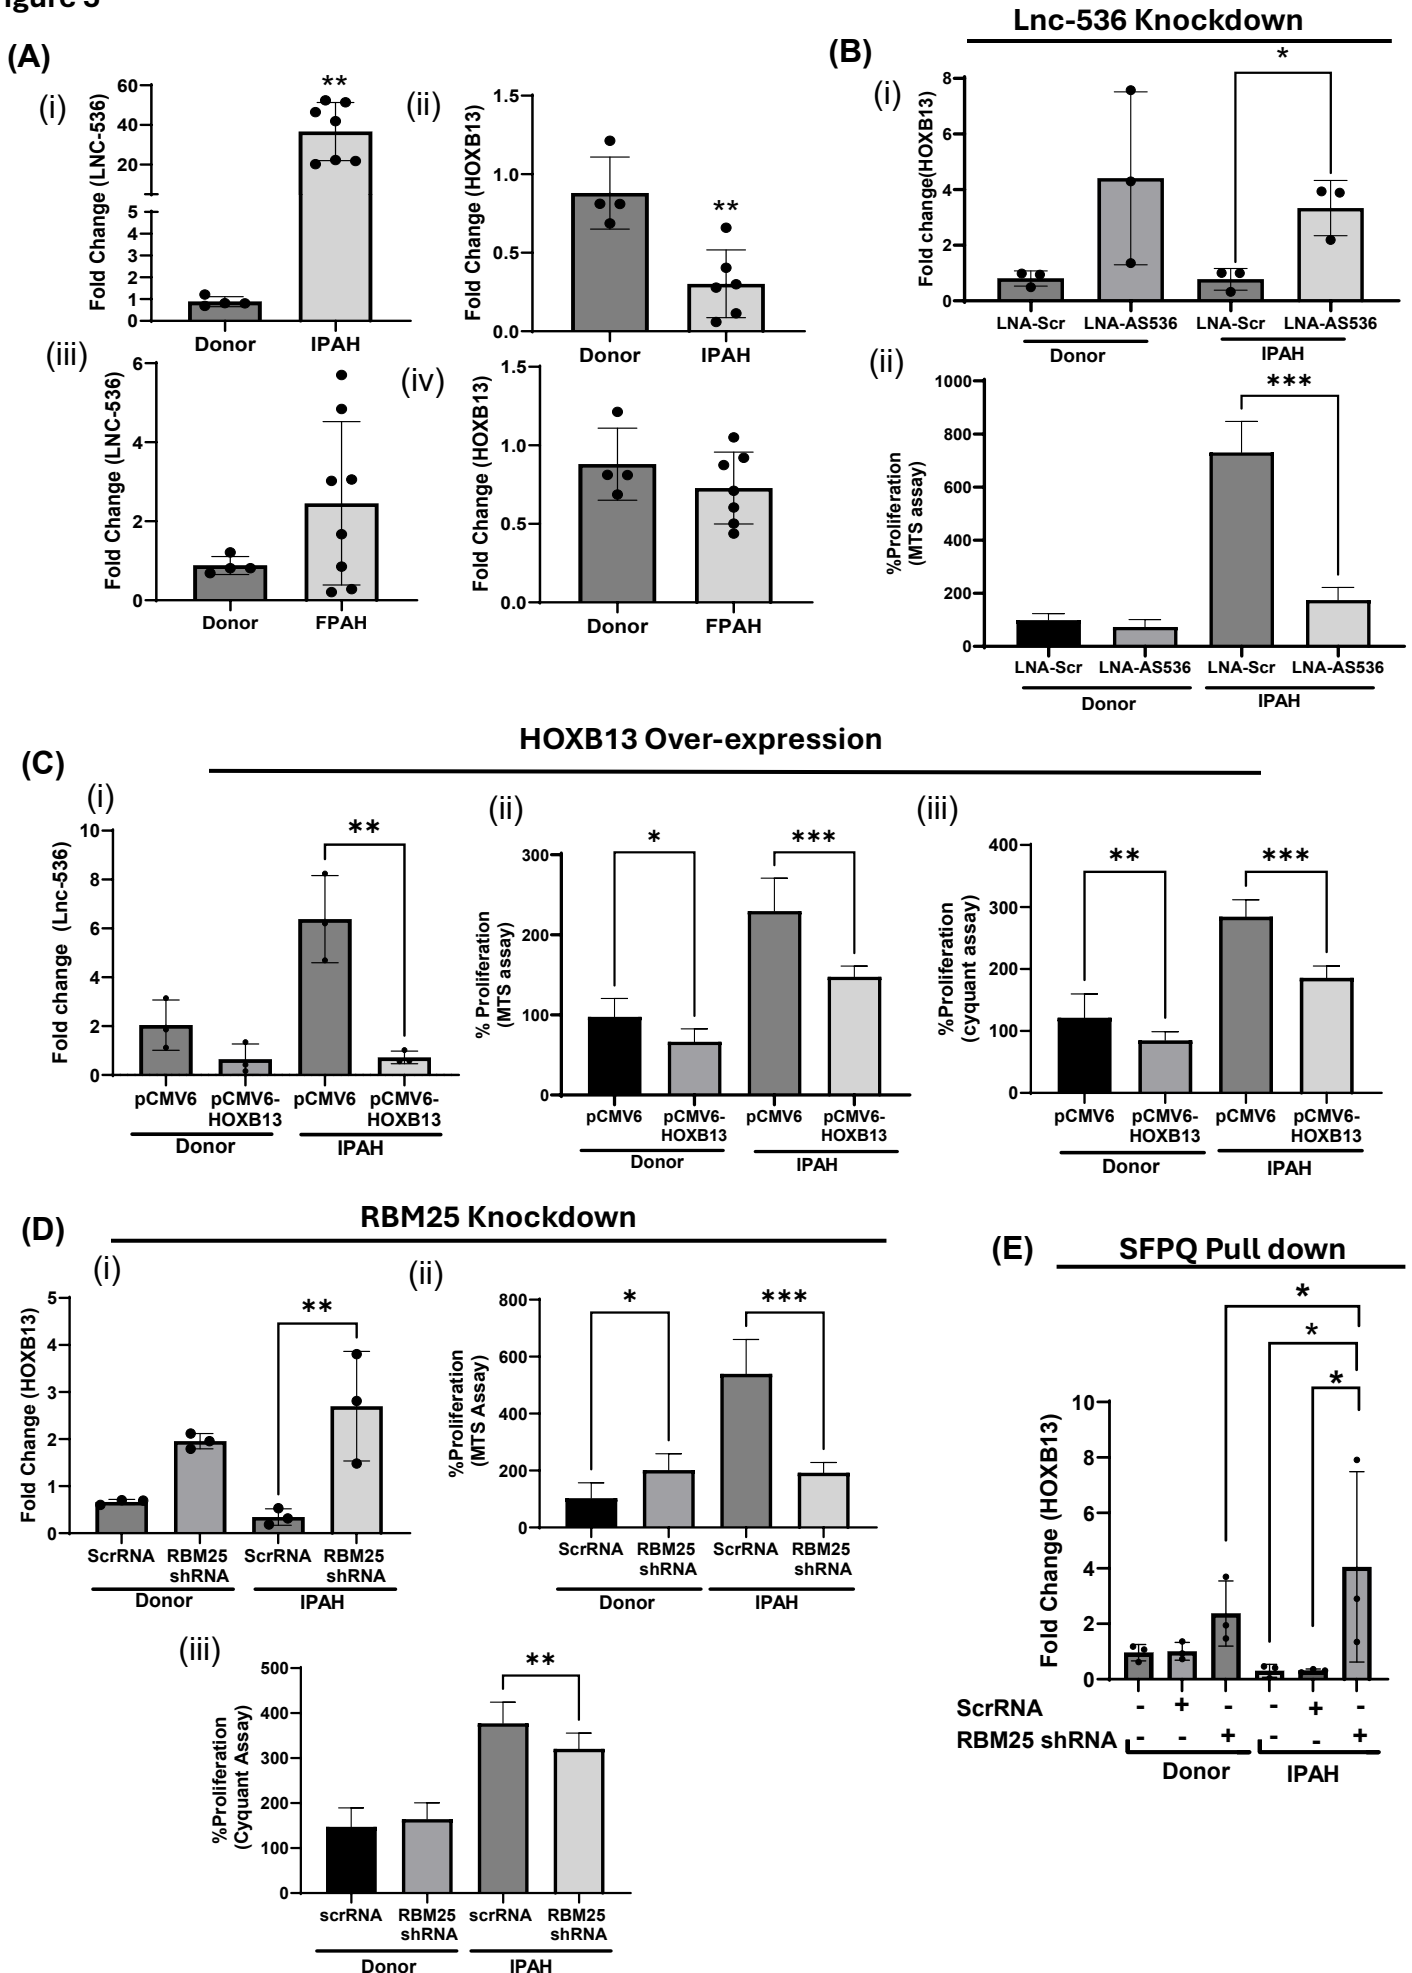 (A)
(i)
**
Fold Change (LNC-536)
60
40
20
5
4
3
2
1
0
Donor IPAH
(ii)
Fold Change (HOXB13)
1.5
1.0
0.5
0.0
**
Donor IPAH
(iii)
Fold Change (LNC-536)
6
4
2
0
Donor FPAH
(iv)
Fold Change (HOXB13)
1.5
1.0
0.5
0.0
Donor FPAH
Lnc-536 Knockdown
(B)
(i)
*
Fold change(HOXB13)
8
6
4
2
0
LNA-Scr LNA-AS536 LNA-Scr LNA-AS536
Donor IPAH
(ii)
***
%Proliferation
(MTS assay)
1000
800
600
400
200
0
LNA-Scr LNA-AS536 LNA-Scr LNA-AS536
Donor IPAH
HOXB13 Over-expression
(C)
(i)
**
Fold change (Lnc-536)
10
8
6
4
2
0
pCMV6 pCMV6- pCMV6 pCMV6-
HOXB13 HOXB13
Donor IPAH
(ii)
* ***
% Proliferation
(MTS assay)
300
200
100
0
pCMV6 pCMV6- pCMV6 pCMV6-
HOXB13 HOXB13
Donor IPAH
(iii)
** ***
%Proliferation
(cyquant assay)
400
300
200
100
0
pCMV6 pCMV6- pCMV6 pCMV6-
HOXB13 HOXB13
Donor IPAH
RBM25 Knockdown
(D)
(i)
**
Fold Change (HOXB13)
5
4
3
2
1
0
ScrRNA RBM25 ScrRNA RBM25
shRNA shRNA
Donor IPAH
(ii)
* ***
%Proliferation
(MTS Assay)
800
600
400
200
0
ScrRNA RBM25 ScrRNA RBM25
shRNA shRNA
Donor IPAH
(iii)
**
%Proliferation
(Cyquant Assay)
500
400
300
200
100
0
scrRNA RBM25 scrRNA RBM25
shRNA shRNA
Donor IPAH
(E)
SFPQ Pull down
*
*
*
Fold Change (HOXB13)
10
8
6
4
2
0
ScrRNA - + - - + -
RBM25 shRNA - - + - - +
Donor IPAH